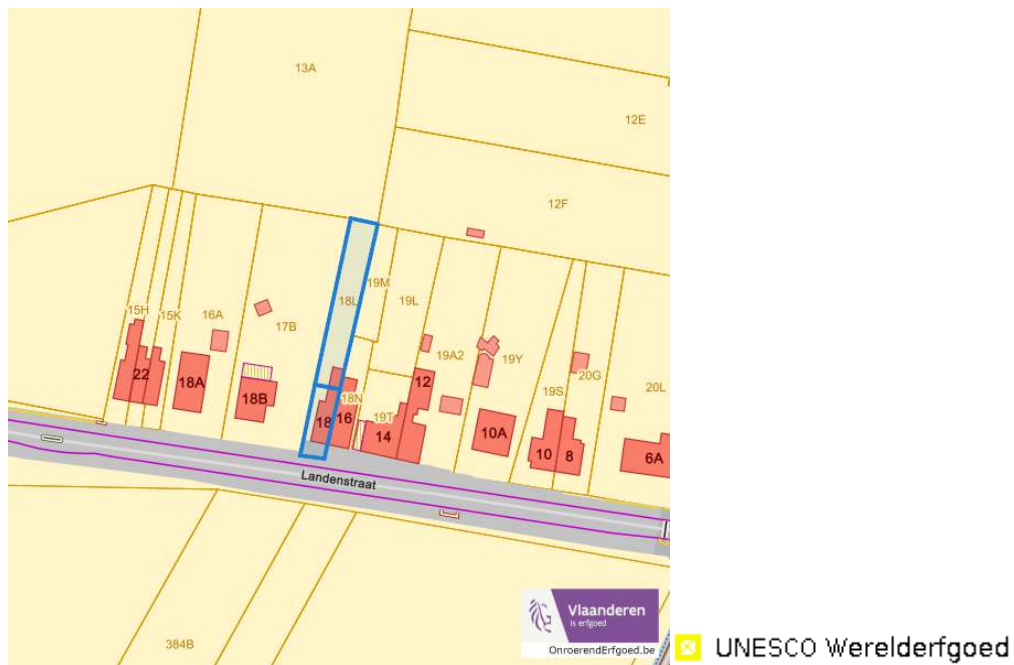 13A
12E
12F
19M
18L
19L
15H
15K
16A
17B
19A2
19Y
20G
19S
20L
22
18A
18B
18N
12
18
16
19T
14
10A
10
8
6A
Landenstraat
384B
Vlaanderen
is erfgoed
OnroerendErfgoed.be
UNESCO Werelderfgoed